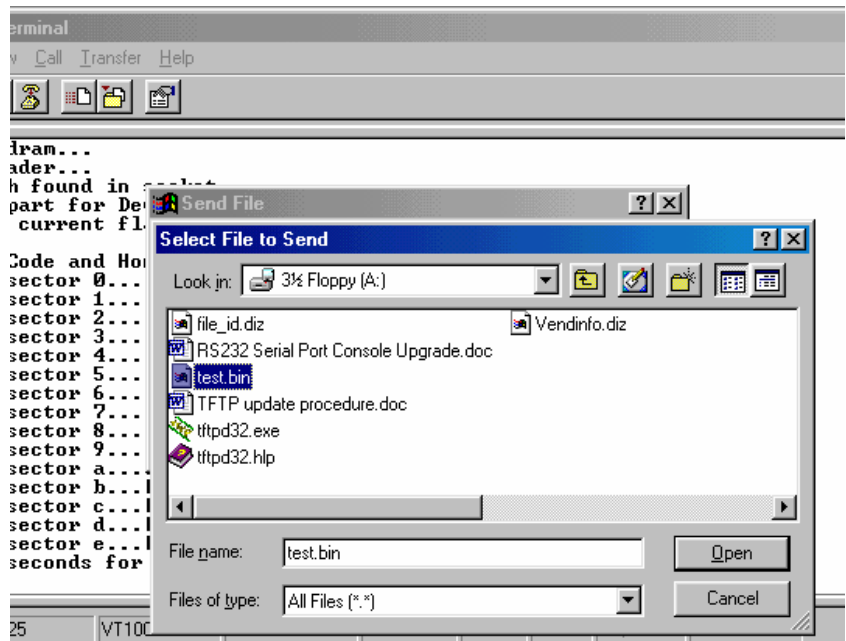 erminal
Call Transfer Help
dram...
ader...
h found in
part for
current
Send File
Select File to Send
Look in: 3½ Floppy (A:)
file_id.diz
Vendinfo.diz
RS232 Serial Port Console Upgrade.doc
test.bin
TFTP update procedure.doc
tftpd32.exe
tftpd32.hlp
Code and
sector 0...
sector 1...
sector 2...
sector 3...
sector 4...
sector 5...
sector 6...
sector 7...
sector 8...
sector 9...
sector a...
sector b...
sector c...
sector d...
sector e...
seconds for
File name: test.bin
Open
Files of type: All Files (*.*)
Cancel
25
VT100